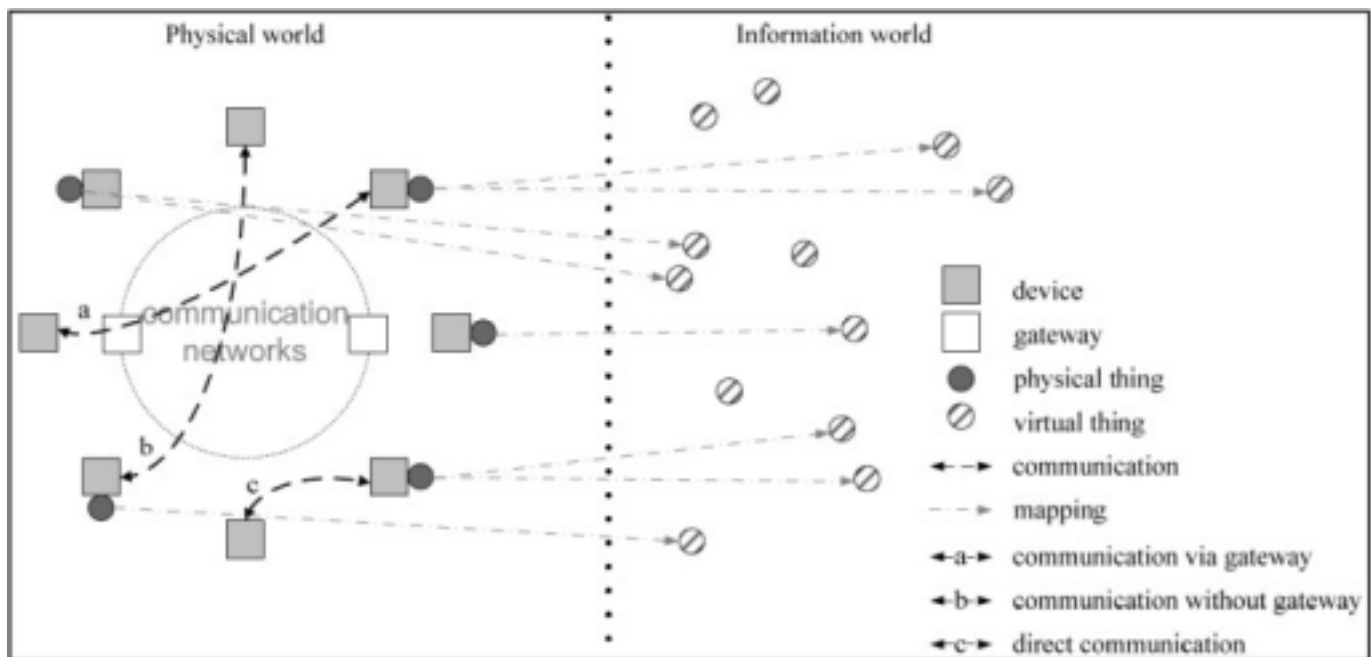 Physical world
Information world
a
communication
networks
b
c
device
gateway
physical thing
virtual thing
communication
mapping
a communication via gateway
b communication without gateway
c direct communication